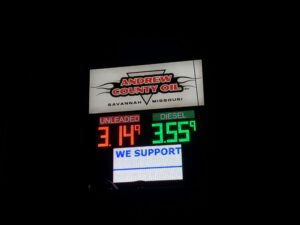 ANDREW
COUNTY OIL
SAVANNAH MISSOURI
UNLEADED DIESEL
3.14⁹ 3.55⁹
WE SUPPORT